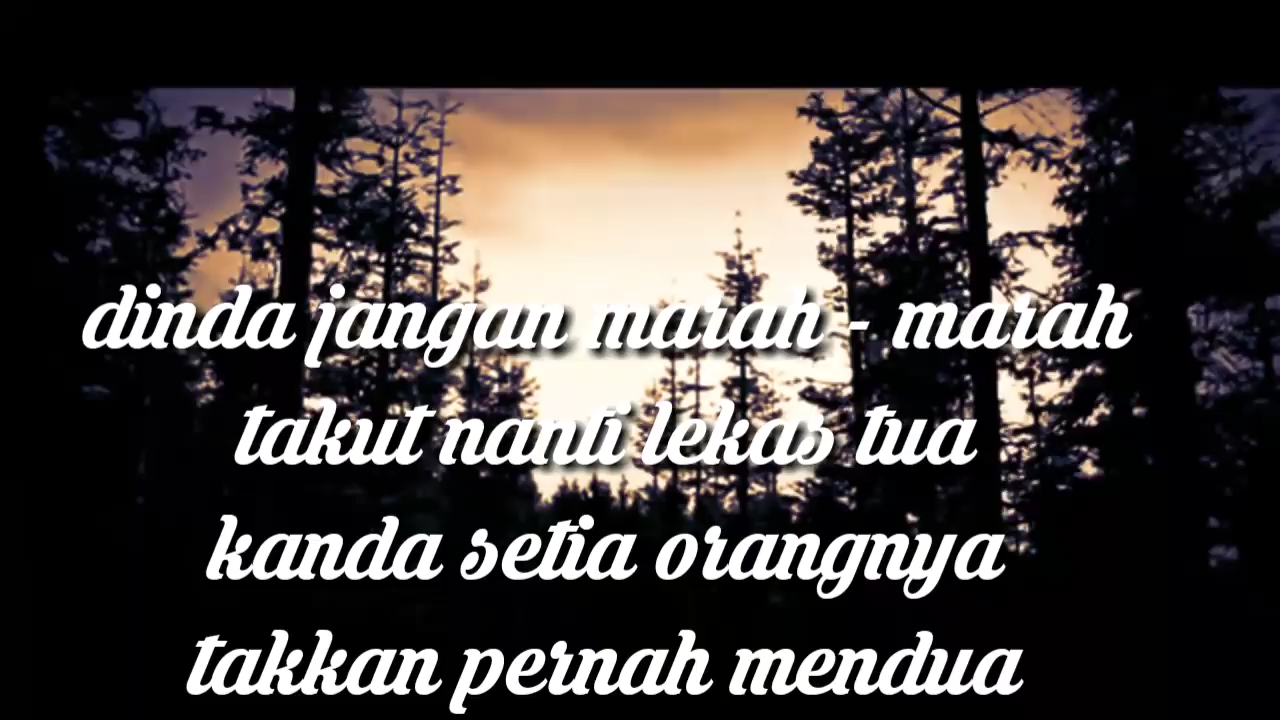 dinda jangan marah - marah
takut nanti lekas tua
kanda setia orangnya
takkan pernah mendua